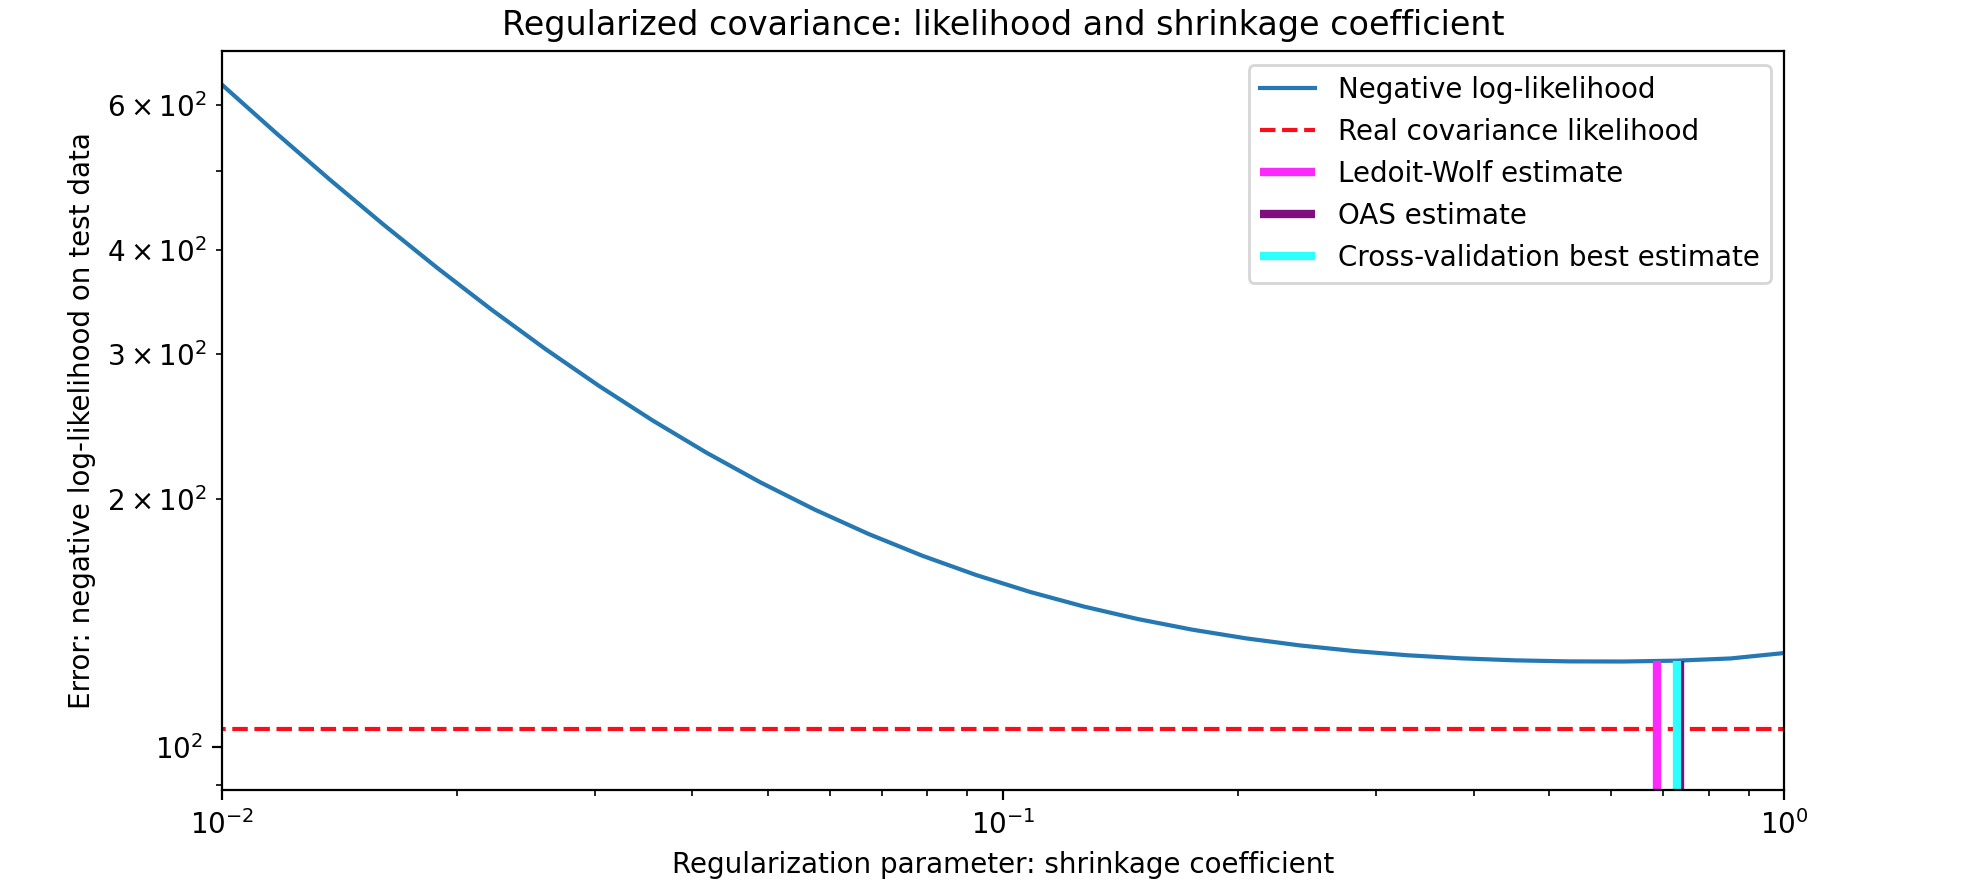 Regularized covariance: likelihood and shrinkage coefficient
Error: negative log-likelihood on test data
6 × 10²
4 × 10²
3 × 10²
2 × 10²
10²
Negative log-likelihood
Real covariance likelihood
Ledoit-Wolf estimate
OAS estimate
Cross-validation best estimate
10⁻² 10⁻¹ 10⁰
Regularization parameter: shrinkage coefficient